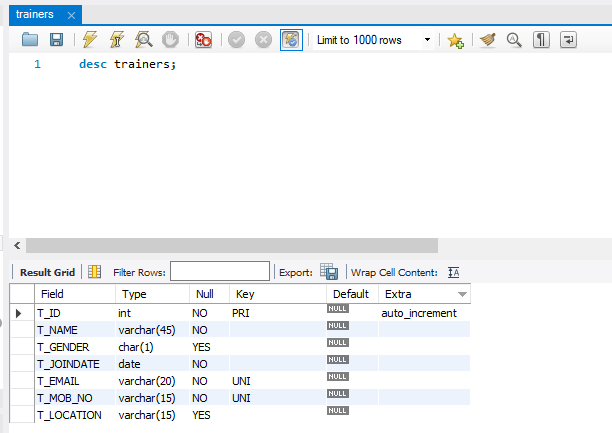 trainers
Limit to 1000 rows
1 desc trainers;
Result Grid Filter Rows: Export: Wrap Cell Content:
Field Type Null Key Default Extra
T_ID int NO PRI NULL auto_increment
T_NAME varchar(45) NO NULL
T_GENDER char(1) YES NULL
T_JOINDATE date NO NULL
T_EMAIL varchar(20) NO UNI NULL
T_MOB_NO varchar(15) NO UNI NULL
T_LOCATION varchar(15) YES NULL